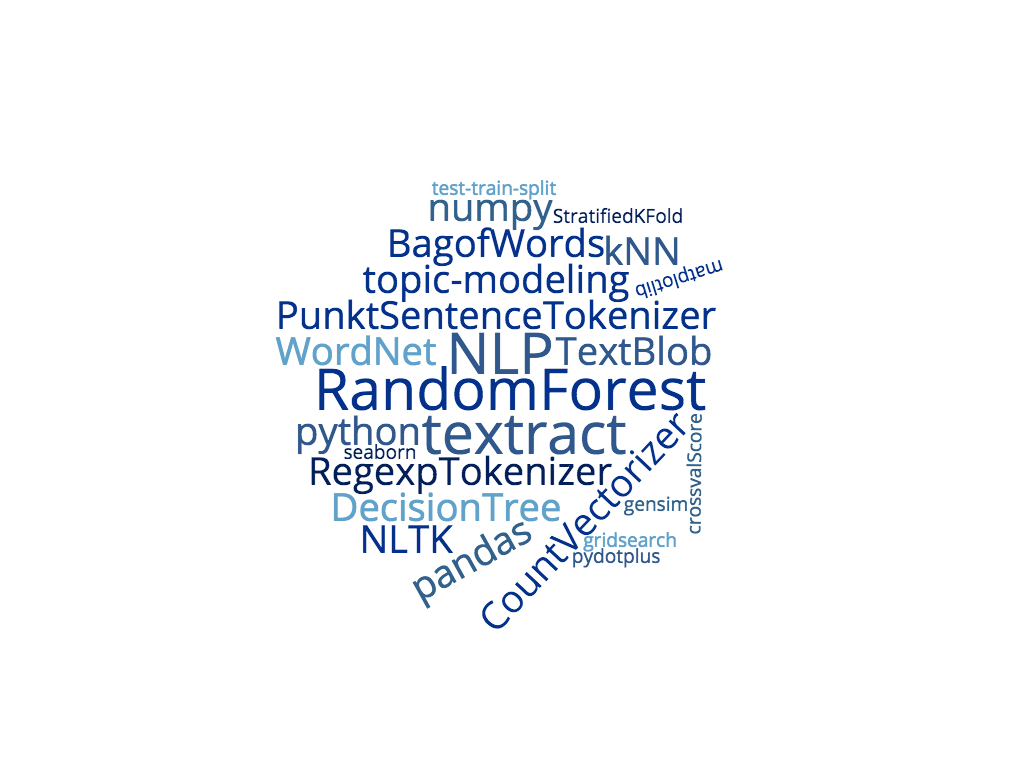 test-train-split
numpy
StratifiedKFold
BagofWords
kNN
topic-modeling
matplotlib
PunktSentenceTokenizer
WordNet
NLP
TextBlob
RandomForest
python
textract.
seaborn
RegexpTokenizer
CountVectorizer
crossvalScore
DecisionTree
gensim
NLTK
pandas
gridsearch
pydotplus